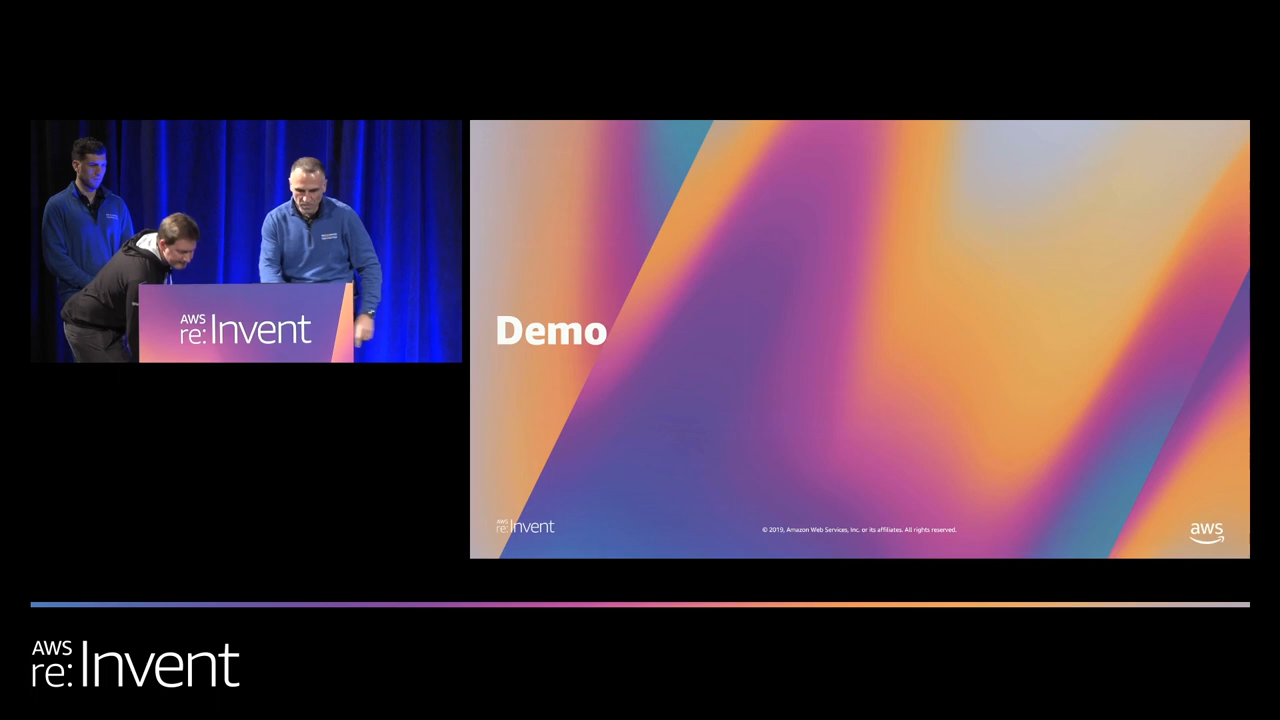 AWS
re:Invent
Demo
AWS
re:Invent
© 2019, Amazon Web Services, Inc. or its affiliates. All rights reserved.
aws
AWS
re:Invent